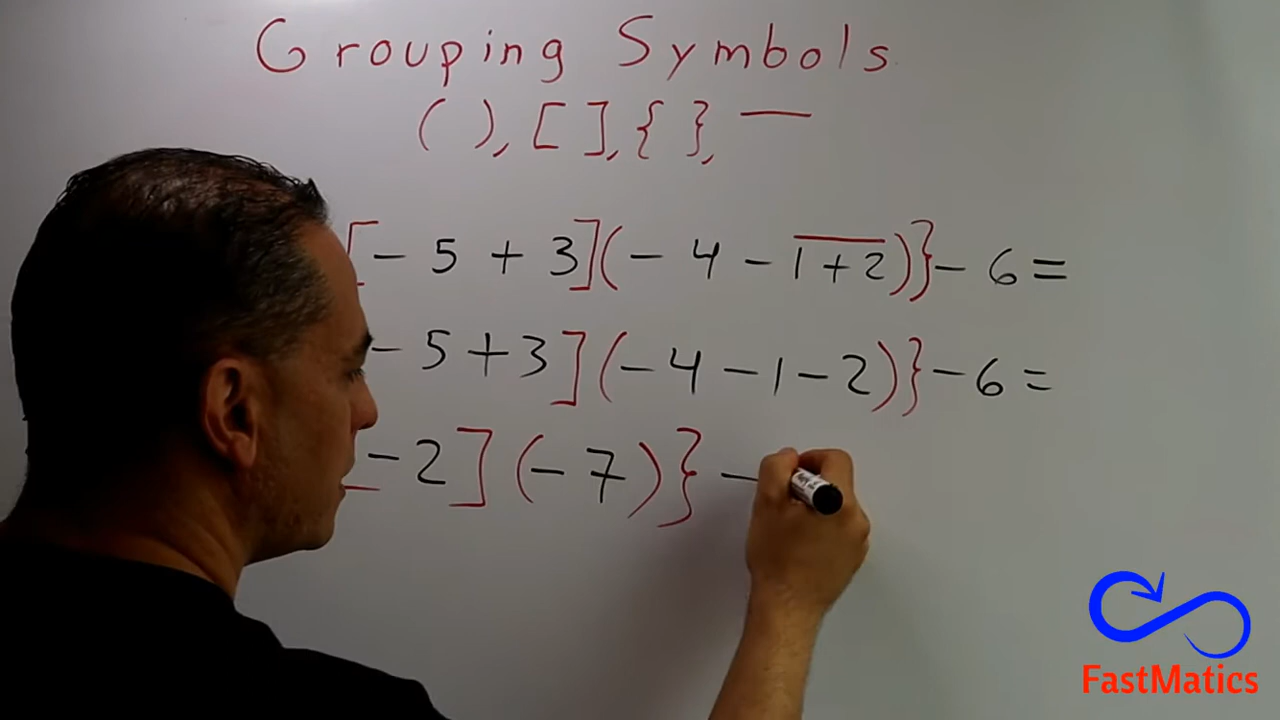 Grouping Symbols
( ), [ ], { }, —
[- 5 + 3](- 4 - 1 + 2)} - 6 =
- 5 + 3](- 4 - 1 - 2)} - 6 =
- 2](- 7)} -
FastMatics